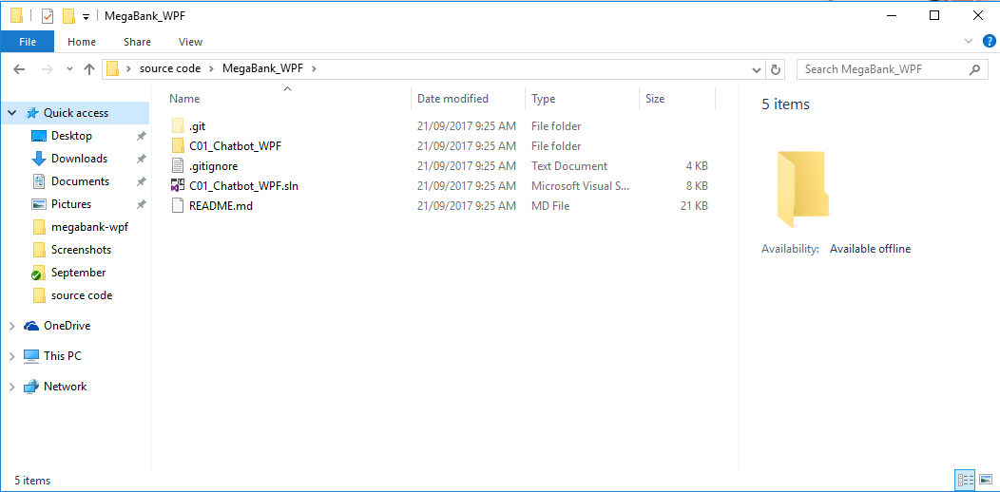 MegaBank_WPF
File Home Share View
source code MegaBank_WPF
Search MegaBank_WPF
Name Date modified Type Size
Quick access
Desktop
Downloads
Documents
Pictures
megabank-wpf
Screenshots
September
source code
OneDrive
This PC
Network
.git 21/09/2017 9:25 AM File folder
C01_Chatbot_WPF 21/09/2017 9:25 AM File folder
.gitignore 21/09/2017 9:25 AM Text Document 4 KB
C01_Chatbot_WPF.sln 21/09/2017 9:25 AM Microsoft Visual S... 8 KB
README.md 21/09/2017 9:25 AM MD File 21 KB
5 items
Availability: Available offline
5 items